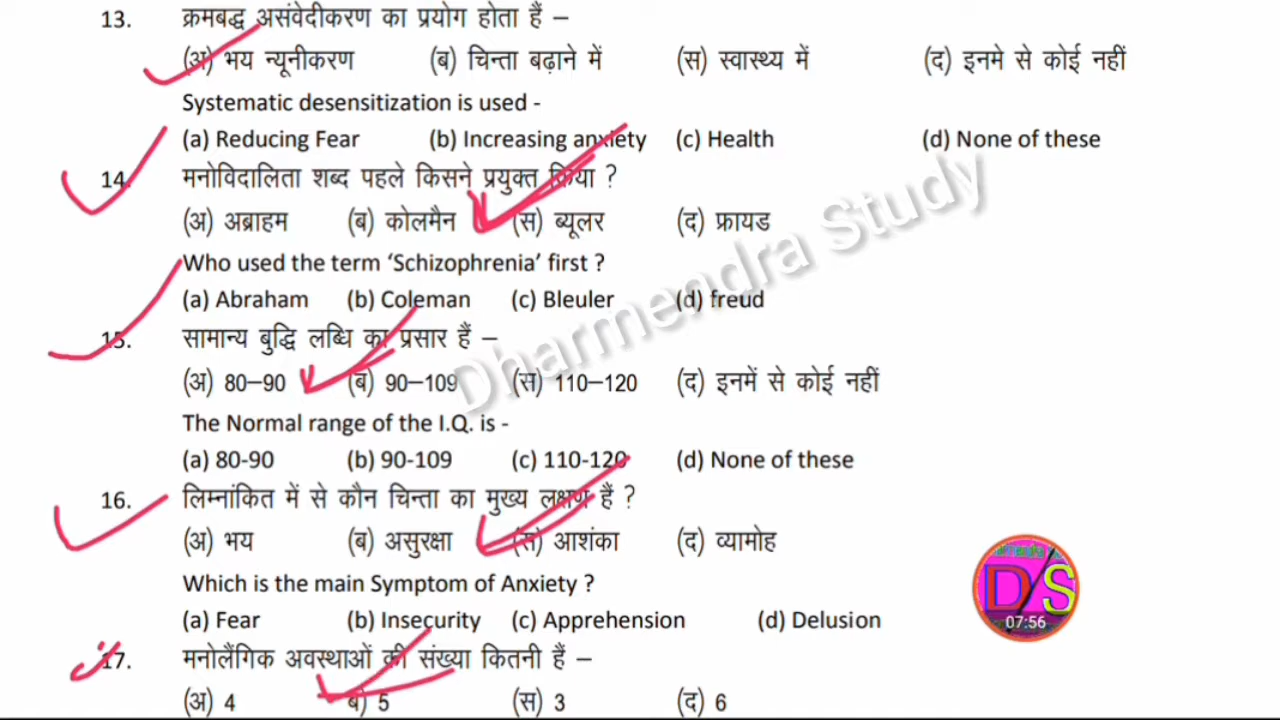 13. क्रमबद्ध असंवेदीकरण का प्रयोग होता हैं –
(अ) भय न्यूनीकरण (ब) चिन्ता बढ़ाने में (स) स्वास्थ्य में (द) इनमे से कोई नहीं
Systematic desensitization is used -
(a) Reducing Fear (b) Increasing anxiety (c) Health (d) None of these
14. मनोविदालिता शब्द पहले किसने प्रयुक्त किया ?
(अ) अब्राहम (ब) कोलमैन (स) ब्यूलर (द) फ्रायड
Who used the term ‘Schizophrenia’ first ?
(a) Abraham (b) Coleman (c) Bleuler (d) freud
15. सामान्य बुद्धि लब्धि का प्रसार हैं –
(अ) 80–90 (ब) 90–109 (स) 110–120 (द) इनमें से कोई नहीं
The Normal range of the I.Q. is -
(a) 80-90 (b) 90-109 (c) 110-120 (d) None of these
16. लिम्नांकित में से कौन चिन्ता का मुख्य लक्षण हैं ?
(अ) भय (ब) असुरक्षा (स) आशंका (द) व्यामोह
Which is the main Symptom of Anxiety ?
(a) Fear (b) Insecurity (c) Apprehension (d) Delusion
17. मनोलैंगिक अवस्थाओं की संख्या कितनी हैं –
(अ) 4 (ब) 5 (स) 3 (द) 6
Dharmendra Study
D/S
07:56